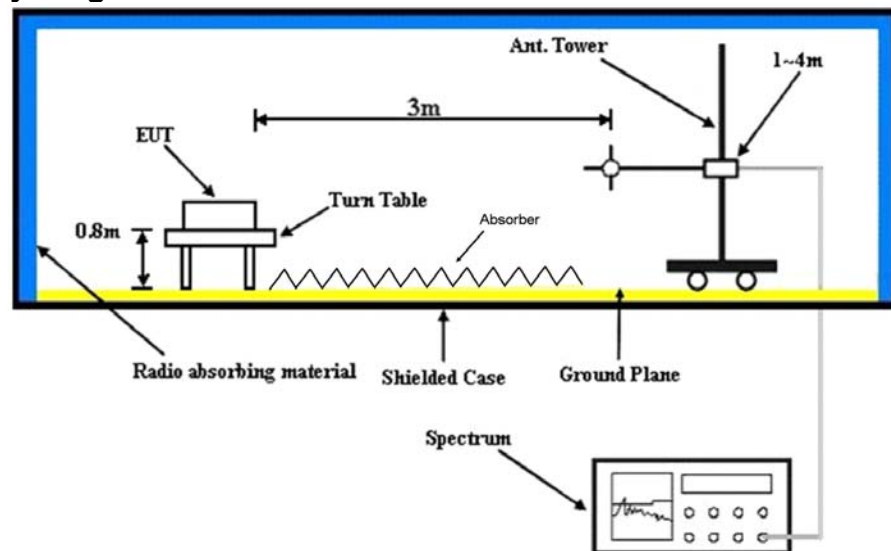 Ant. Tower
1~4m
3m
EUT
Turn Table
0.8m
Absorber
Radio absorbing material
Shielded Case
Ground Plane
Spectrum